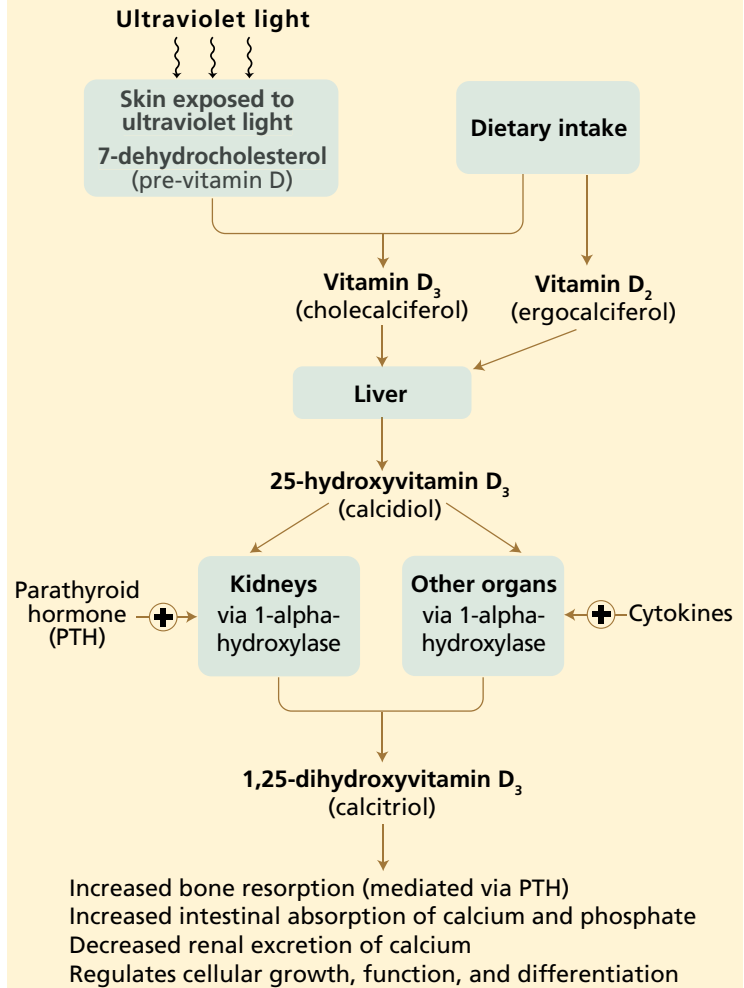 Ultraviolet light
Skin exposed to
ultraviolet light
7-dehydrocholesterol
(pre-vitamin D)
Dietary intake
Vitamin D₃
(cholecalciferol)
Vitamin D₂
(ergocalciferol)
Liver
25-hydroxyvitamin D₃
(calcidiol)
Parathyroid
hormone
(PTH)
Kidneys
via 1-alpha-
hydroxylase
Other organs
via 1-alpha-
hydroxylase
Cytokines
1,25-dihydroxyvitamin D₃
(calcitriol)
Increased bone resorption (mediated via PTH)
Increased intestinal absorption of calcium and phosphate
Decreased renal excretion of calcium
Regulates cellular growth, function, and differentiation